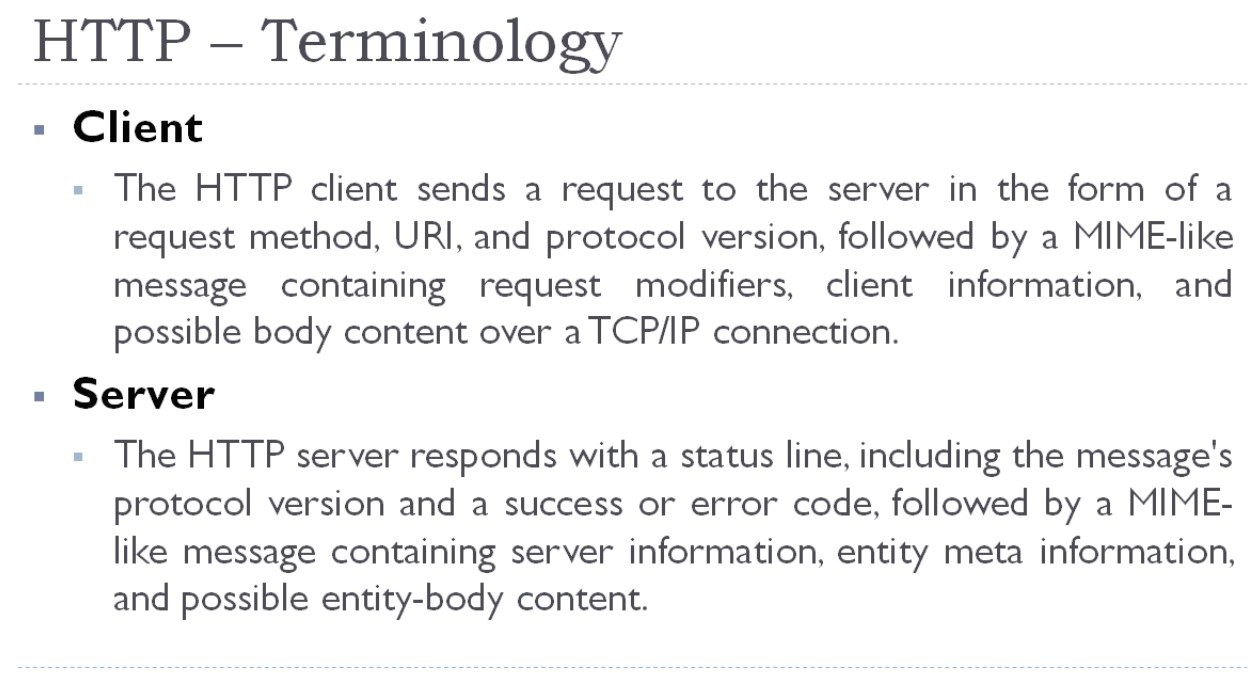 HTTP – Terminology
▪ Client
▪ The HTTP client sends a request to the server in the form of a
request method, URI, and protocol version, followed by a MIME-like
message containing request modifiers, client information, and
possible body content over a TCP/IP connection.
▪ Server
▪ The HTTP server responds with a status line, including the message's
protocol version and a success or error code, followed by a MIME-
like message containing server information, entity meta information,
and possible entity-body content.